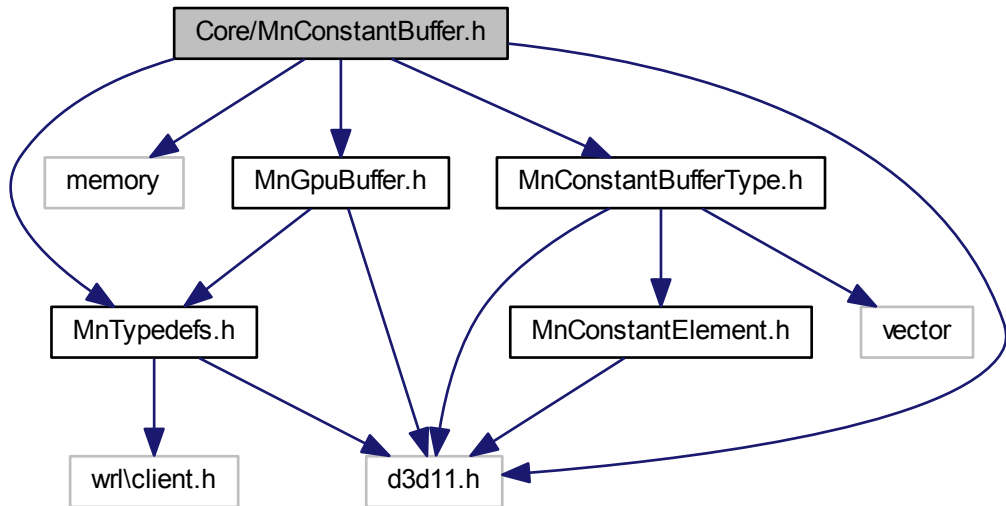 Core/MnConstantBuffer.h
memory
MnGpuBuffer.h
MnConstantBufferType.h
MnTypedefs.h
MnConstantElement.h
vector
wrl\client.h
d3d11.h